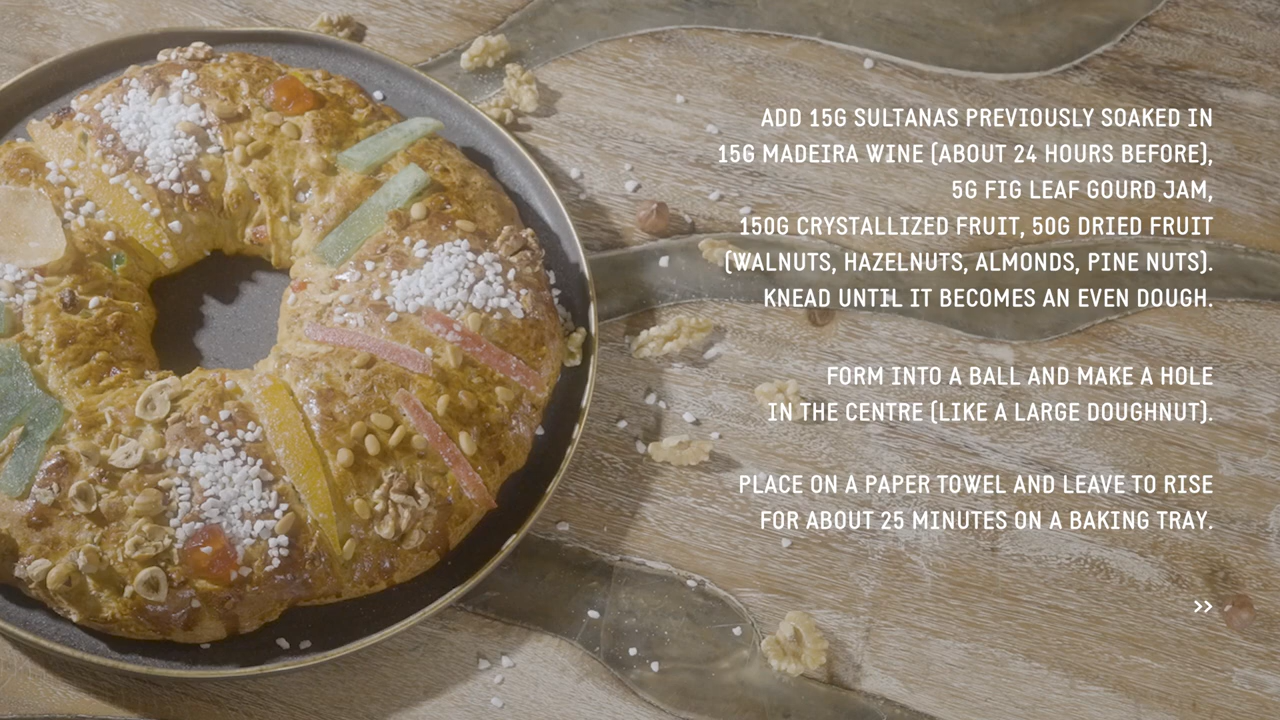 ADD 15G SULTANAS PREVIOUSLY SOAKED IN
15G MADEIRA WINE (ABOUT 24 HOURS BEFORE),
5G FIG LEAF GOURD JAM,
150G CRYSTALLIZED FRUIT, 50G DRIED FRUIT
(WALNUTS, HAZELNUTS, ALMONDS, PINE NUTS).
KNEAD UNTIL IT BECOMES AN EVEN DOUGH.
FORM INTO A BALL AND MAKE A HOLE
IN THE CENTRE (LIKE A LARGE DOUGHNUT).
PLACE ON A PAPER TOWEL AND LEAVE TO RISE
FOR ABOUT 25 MINUTES ON A BAKING TRAY.
>>